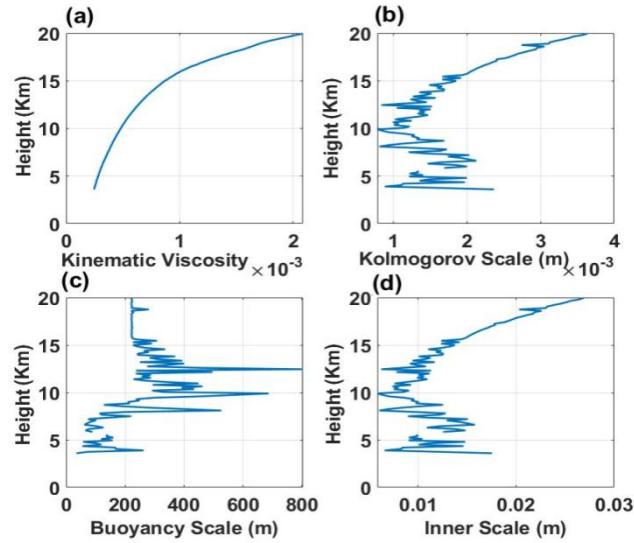 (a)
20
15
10
5
0
Height (Km)
0 1 2
Kinematic Viscosity
×10⁻³
(b)
20
15
10
5
0
Height (Km)
1 2 3 4
Kolmogorov Scale (m)
×10⁻³
(c)
20
15
10
5
0
Height (Km)
0 200 400 600 800
Buoyancy Scale (m)
(d)
20
15
10
5
0
Height (Km)
0.01 0.02 0.03
Inner Scale (m)